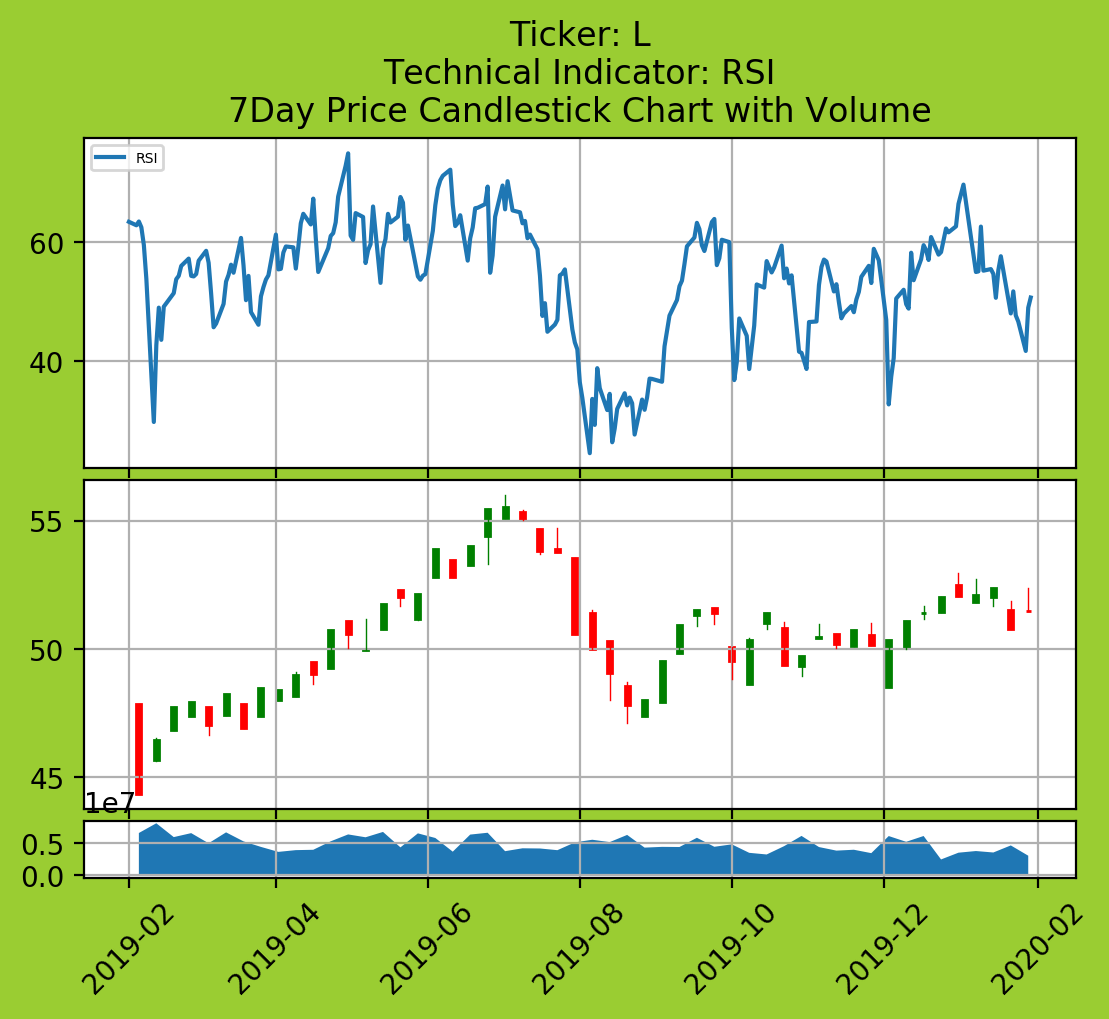 Ticker: L
Technical Indicator: RSI
7Day Price Candlestick Chart with Volume
RSI
60
40
55
50
45
1e7
0.5
0.0
2019-02
2019-04
2019-06
2019-08
2019-10
2019-12
2020-02